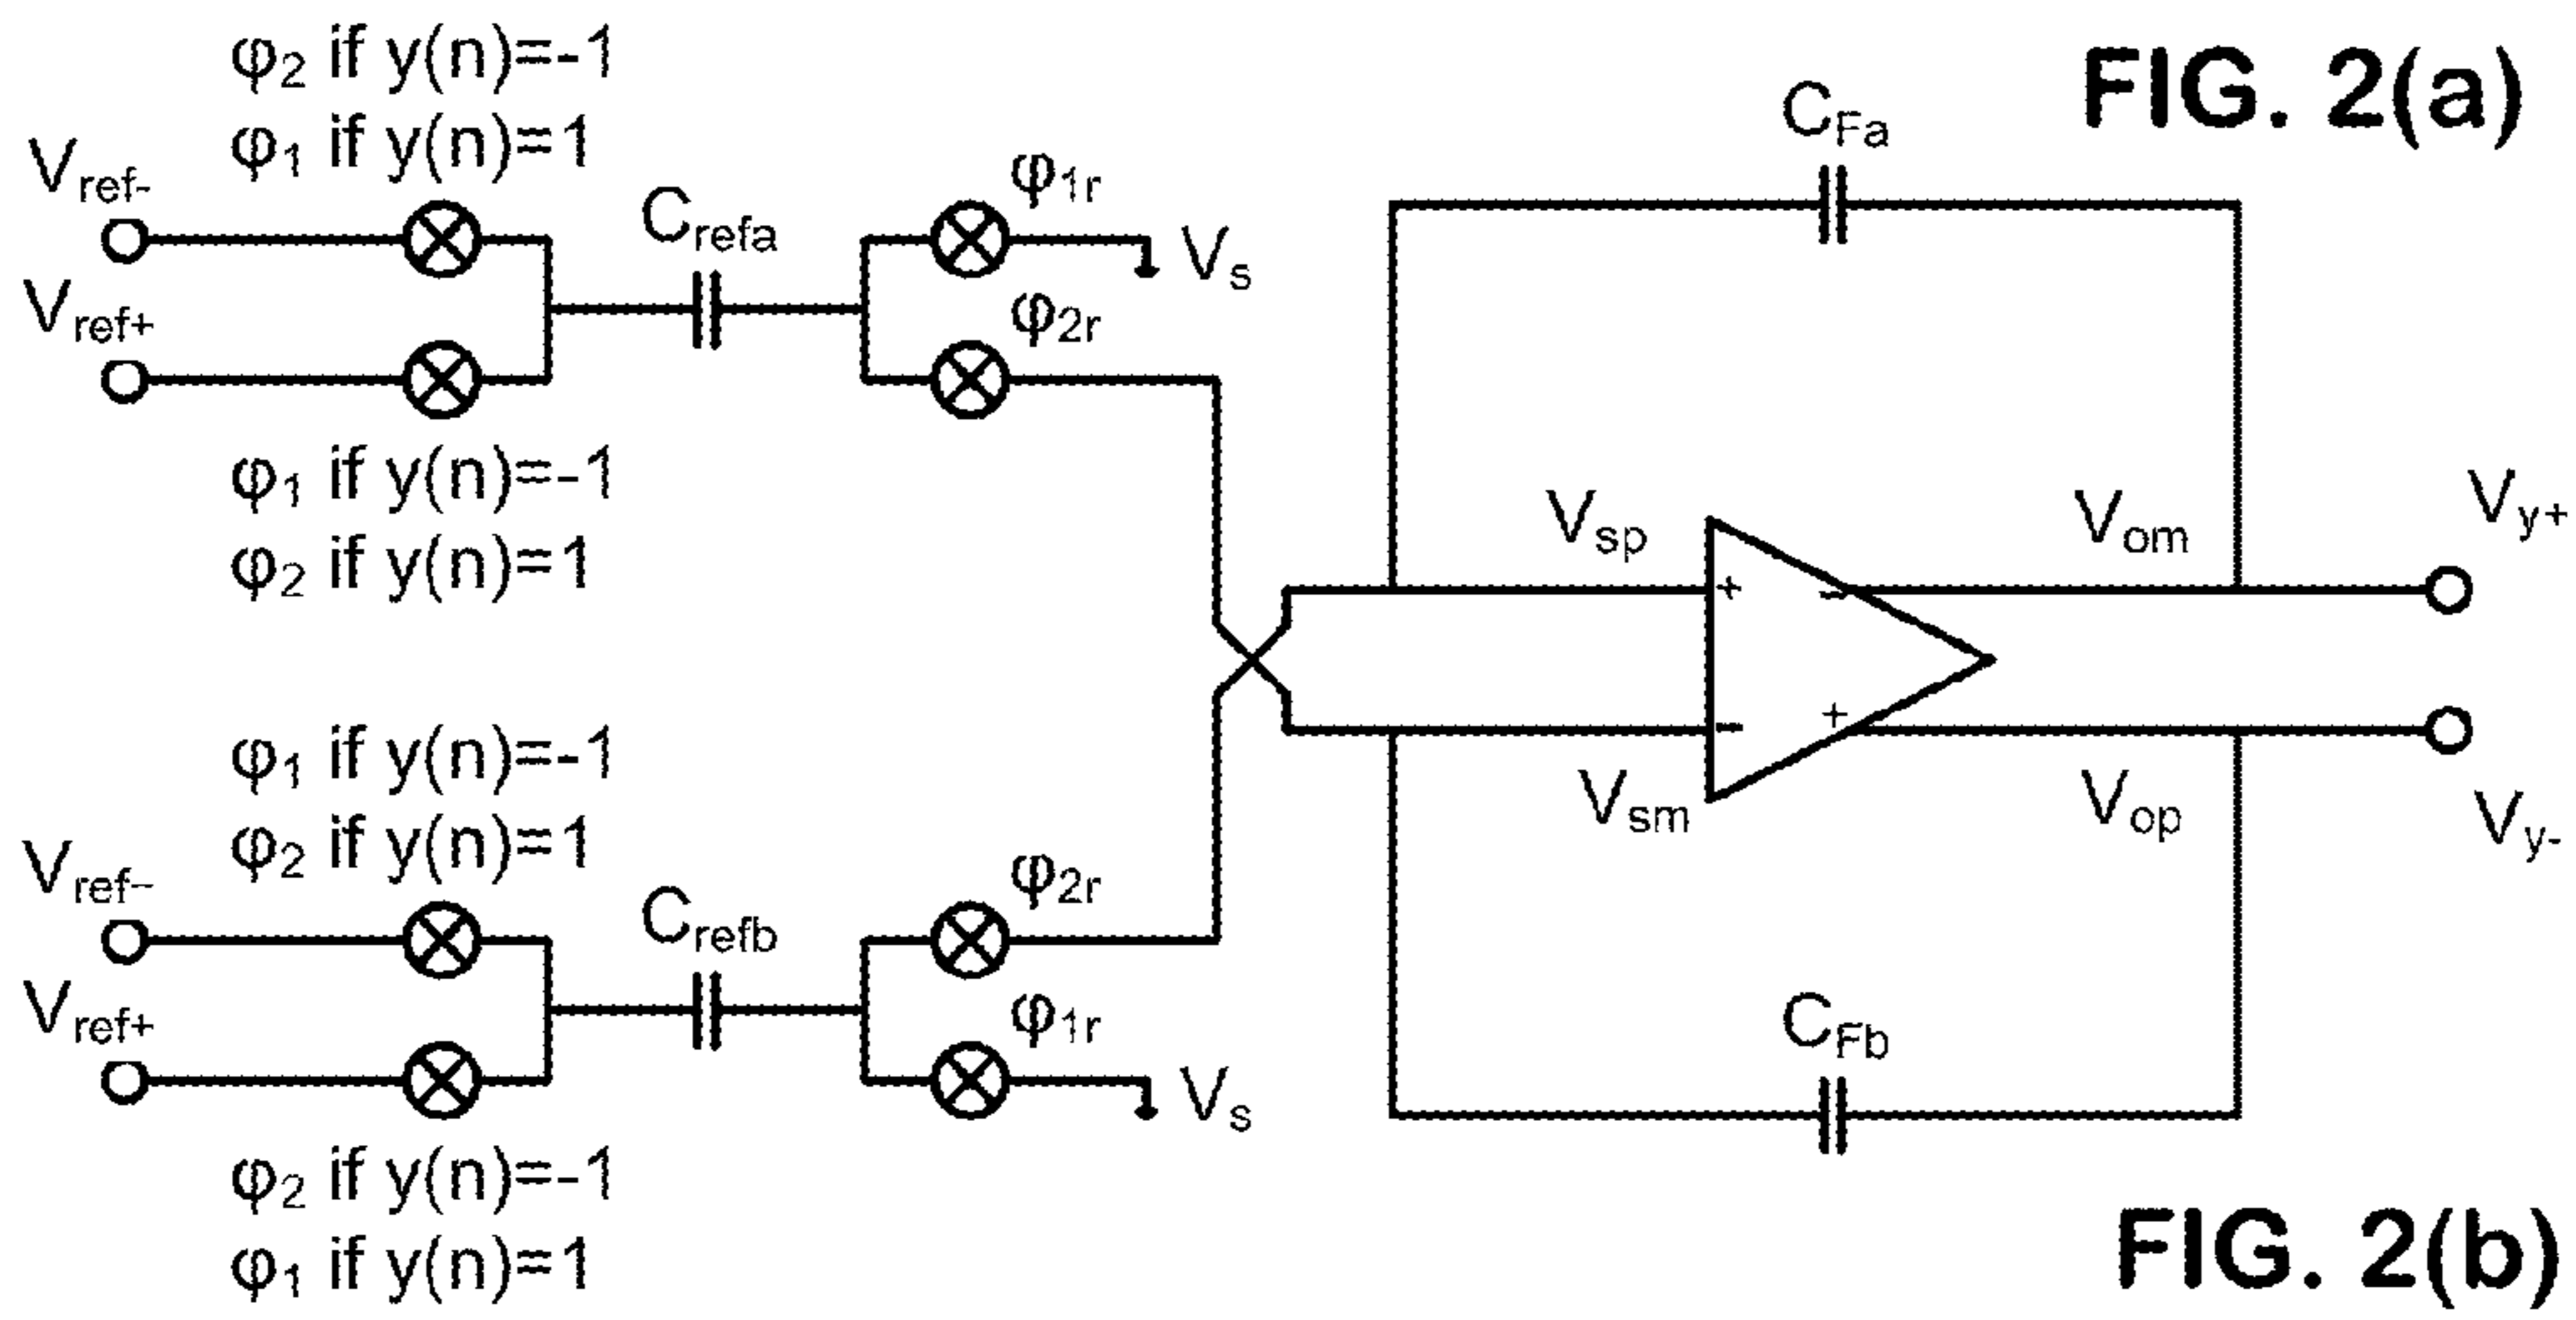 φ2 if y(n)=-1
φ1 if y(n)=1
FIG. 2(a)
Vref-
Crefa
φ1r
Vs
CFa
Vref+
φ2r
φ1 if y(n)=-1
φ2 if y(n)=1
Vsp
Vom
Vy+
+
−
-
+
Vsm
Vop
Vy-
φ1 if y(n)=-1
φ2 if y(n)=1
Vref−
Crefb
φ2r
Vref+
φ1r
Vs
CFb
φ2 if y(n)=-1
φ1 if y(n)=1
FIG. 2(b)